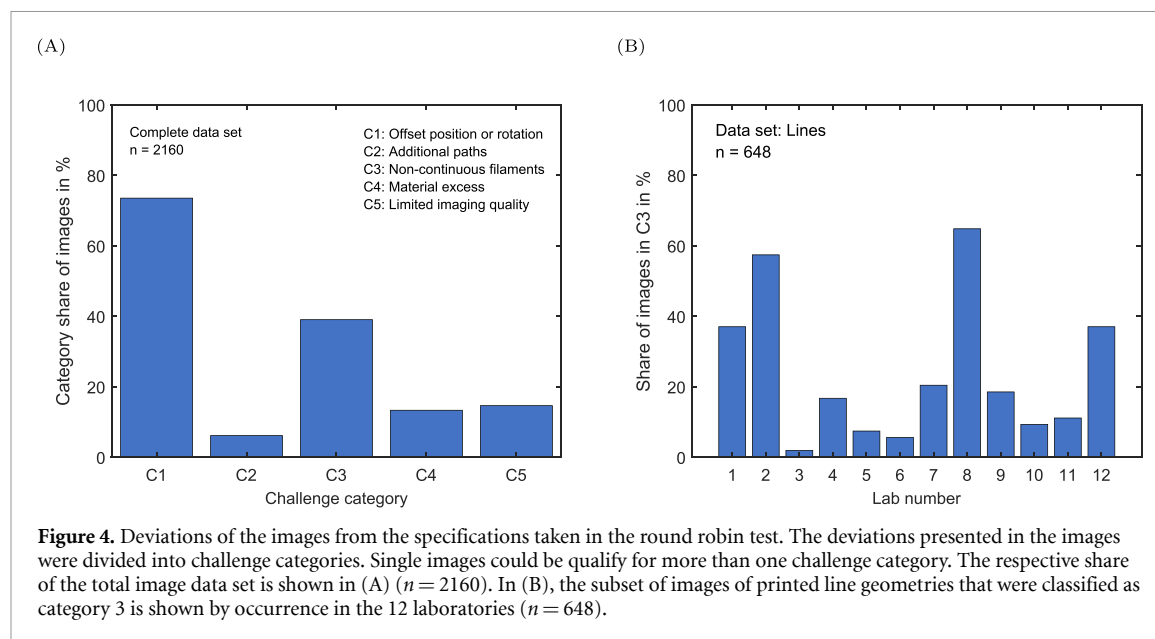 (A)
100
80
60
40
20
0
Category share of images in %
Complete data set
n = 2160
C1: Offset position or rotation
C2: Additional paths
C3: Non-continuous filaments
C4: Material excess
C5: Limited imaging quality
C1 C2 C3 C4 C5
Challenge category
(B)
100
80
60
40
20
0
Share of images in C3 in %
Data set: Lines
n = 648
1 2 3 4 5 6 7 8 9 10 11 12
Lab number
Figure 4. Deviations of the images from the specifications taken in the round robin test. The deviations presented in the images
were divided into challenge categories. Single images could be qualify for more than one challenge category. The respective share
of the total image data set is shown in (A) (n = 2160). In (B), the subset of images of printed line geometries that were classified as
category 3 is shown by occurrence in the 12 laboratories (n = 648).